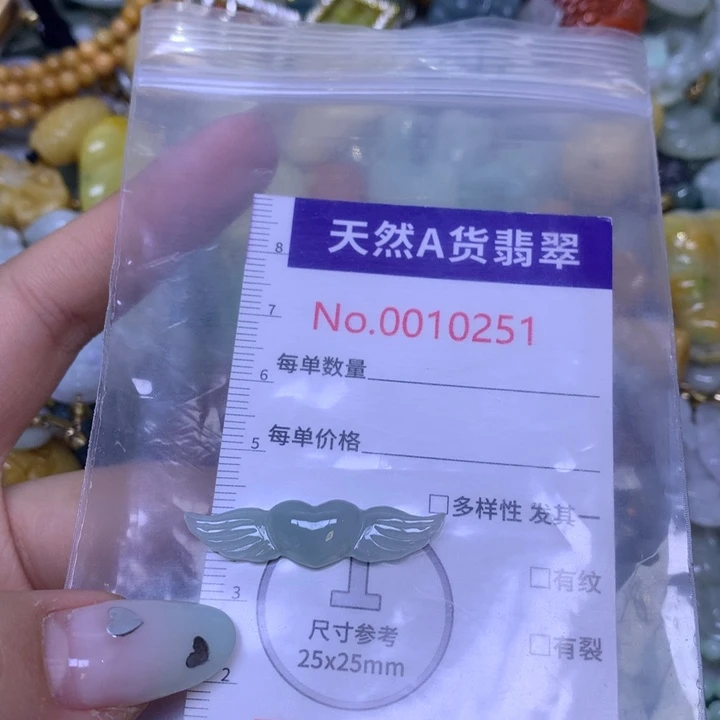 天然A货翡翠
8
No.0010251
7
每单数量
6
每单价格
5
□多样性 发其一
□有纹
3
尺寸参考
25x25mm
□有裂
2